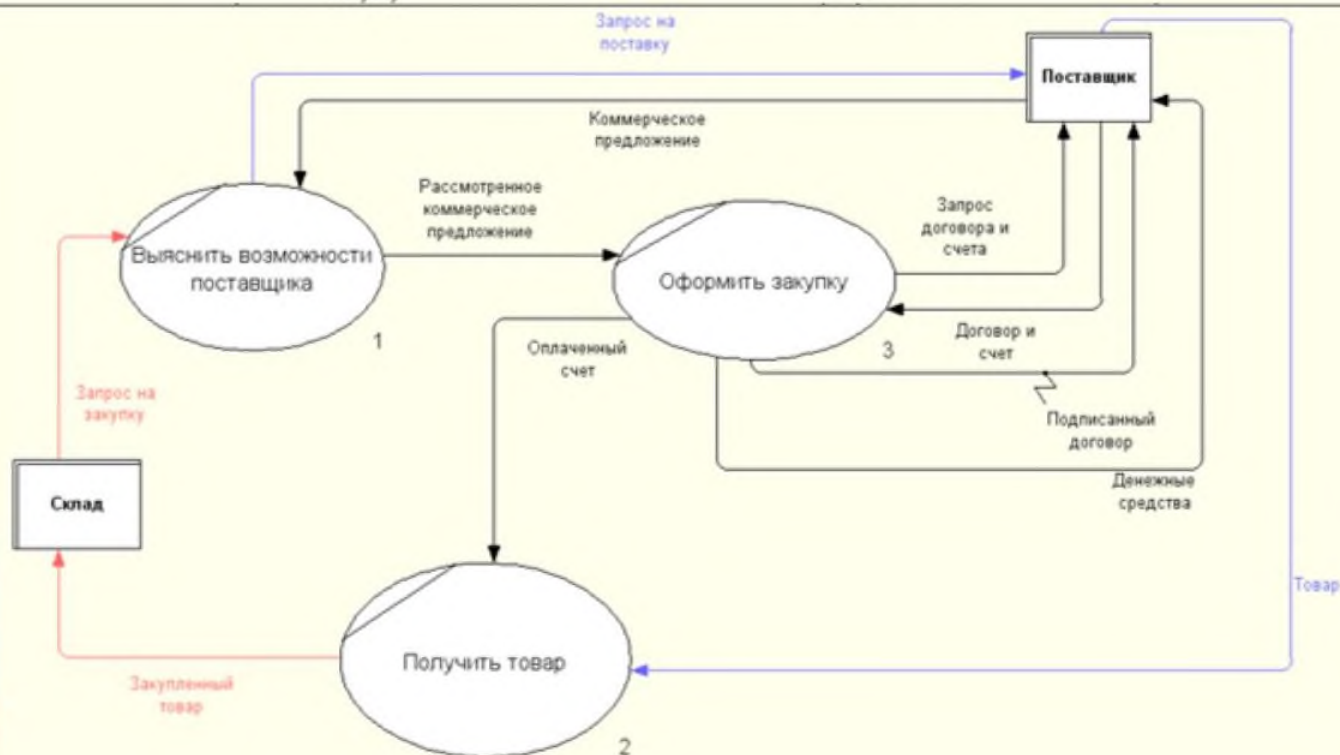 Запрос на
поставку
Поставщик
Коммерческое
предложение
Рассмотренное
коммерческое
предложение
Запрос
договора и
счета
Выяснить возможности
поставщика
1
Оформить закупку
3
Договор и
счет
Оплаченный
счет
Запрос на
закупку
Подписанный
договор
Денежные
средства
Склад
Товар
Получить товар
2
Закупленный
товар